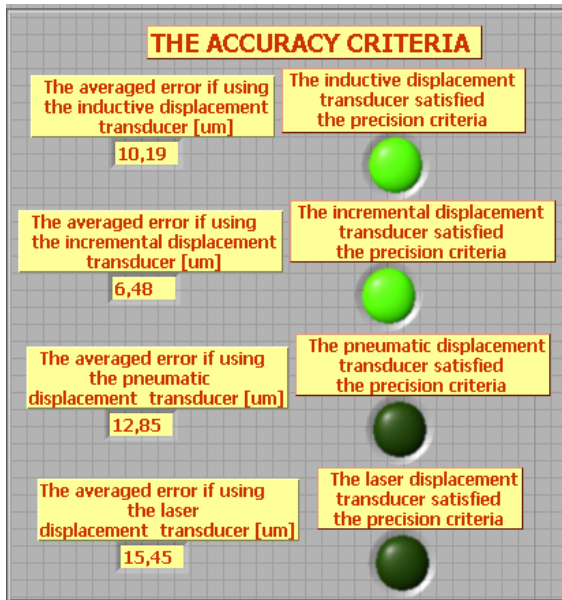 THE ACCURACY CRITERIA
The averaged error if using
the inductive displacement
transducer [um]
10,19
The inductive displacement
transducer satisfied
the precision criteria
The averaged error if using
the incremental displacement
transducer [um]
6,48
The incremental displacement
transducer satisfied
the precision criteria
The averaged error if using
the pneumatic
displacement transducer [um]
12,85
The pneumatic displacement
transducer satisfied
the precision criteria
The averaged error if using
the laser
displacement transducer [um]
15,45
The laser displacement
transducer satisfied
the precision criteria